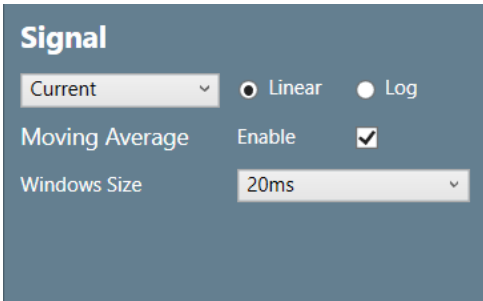 Signal
Current Linear Log
Moving Average Enable
Windows Size 20ms